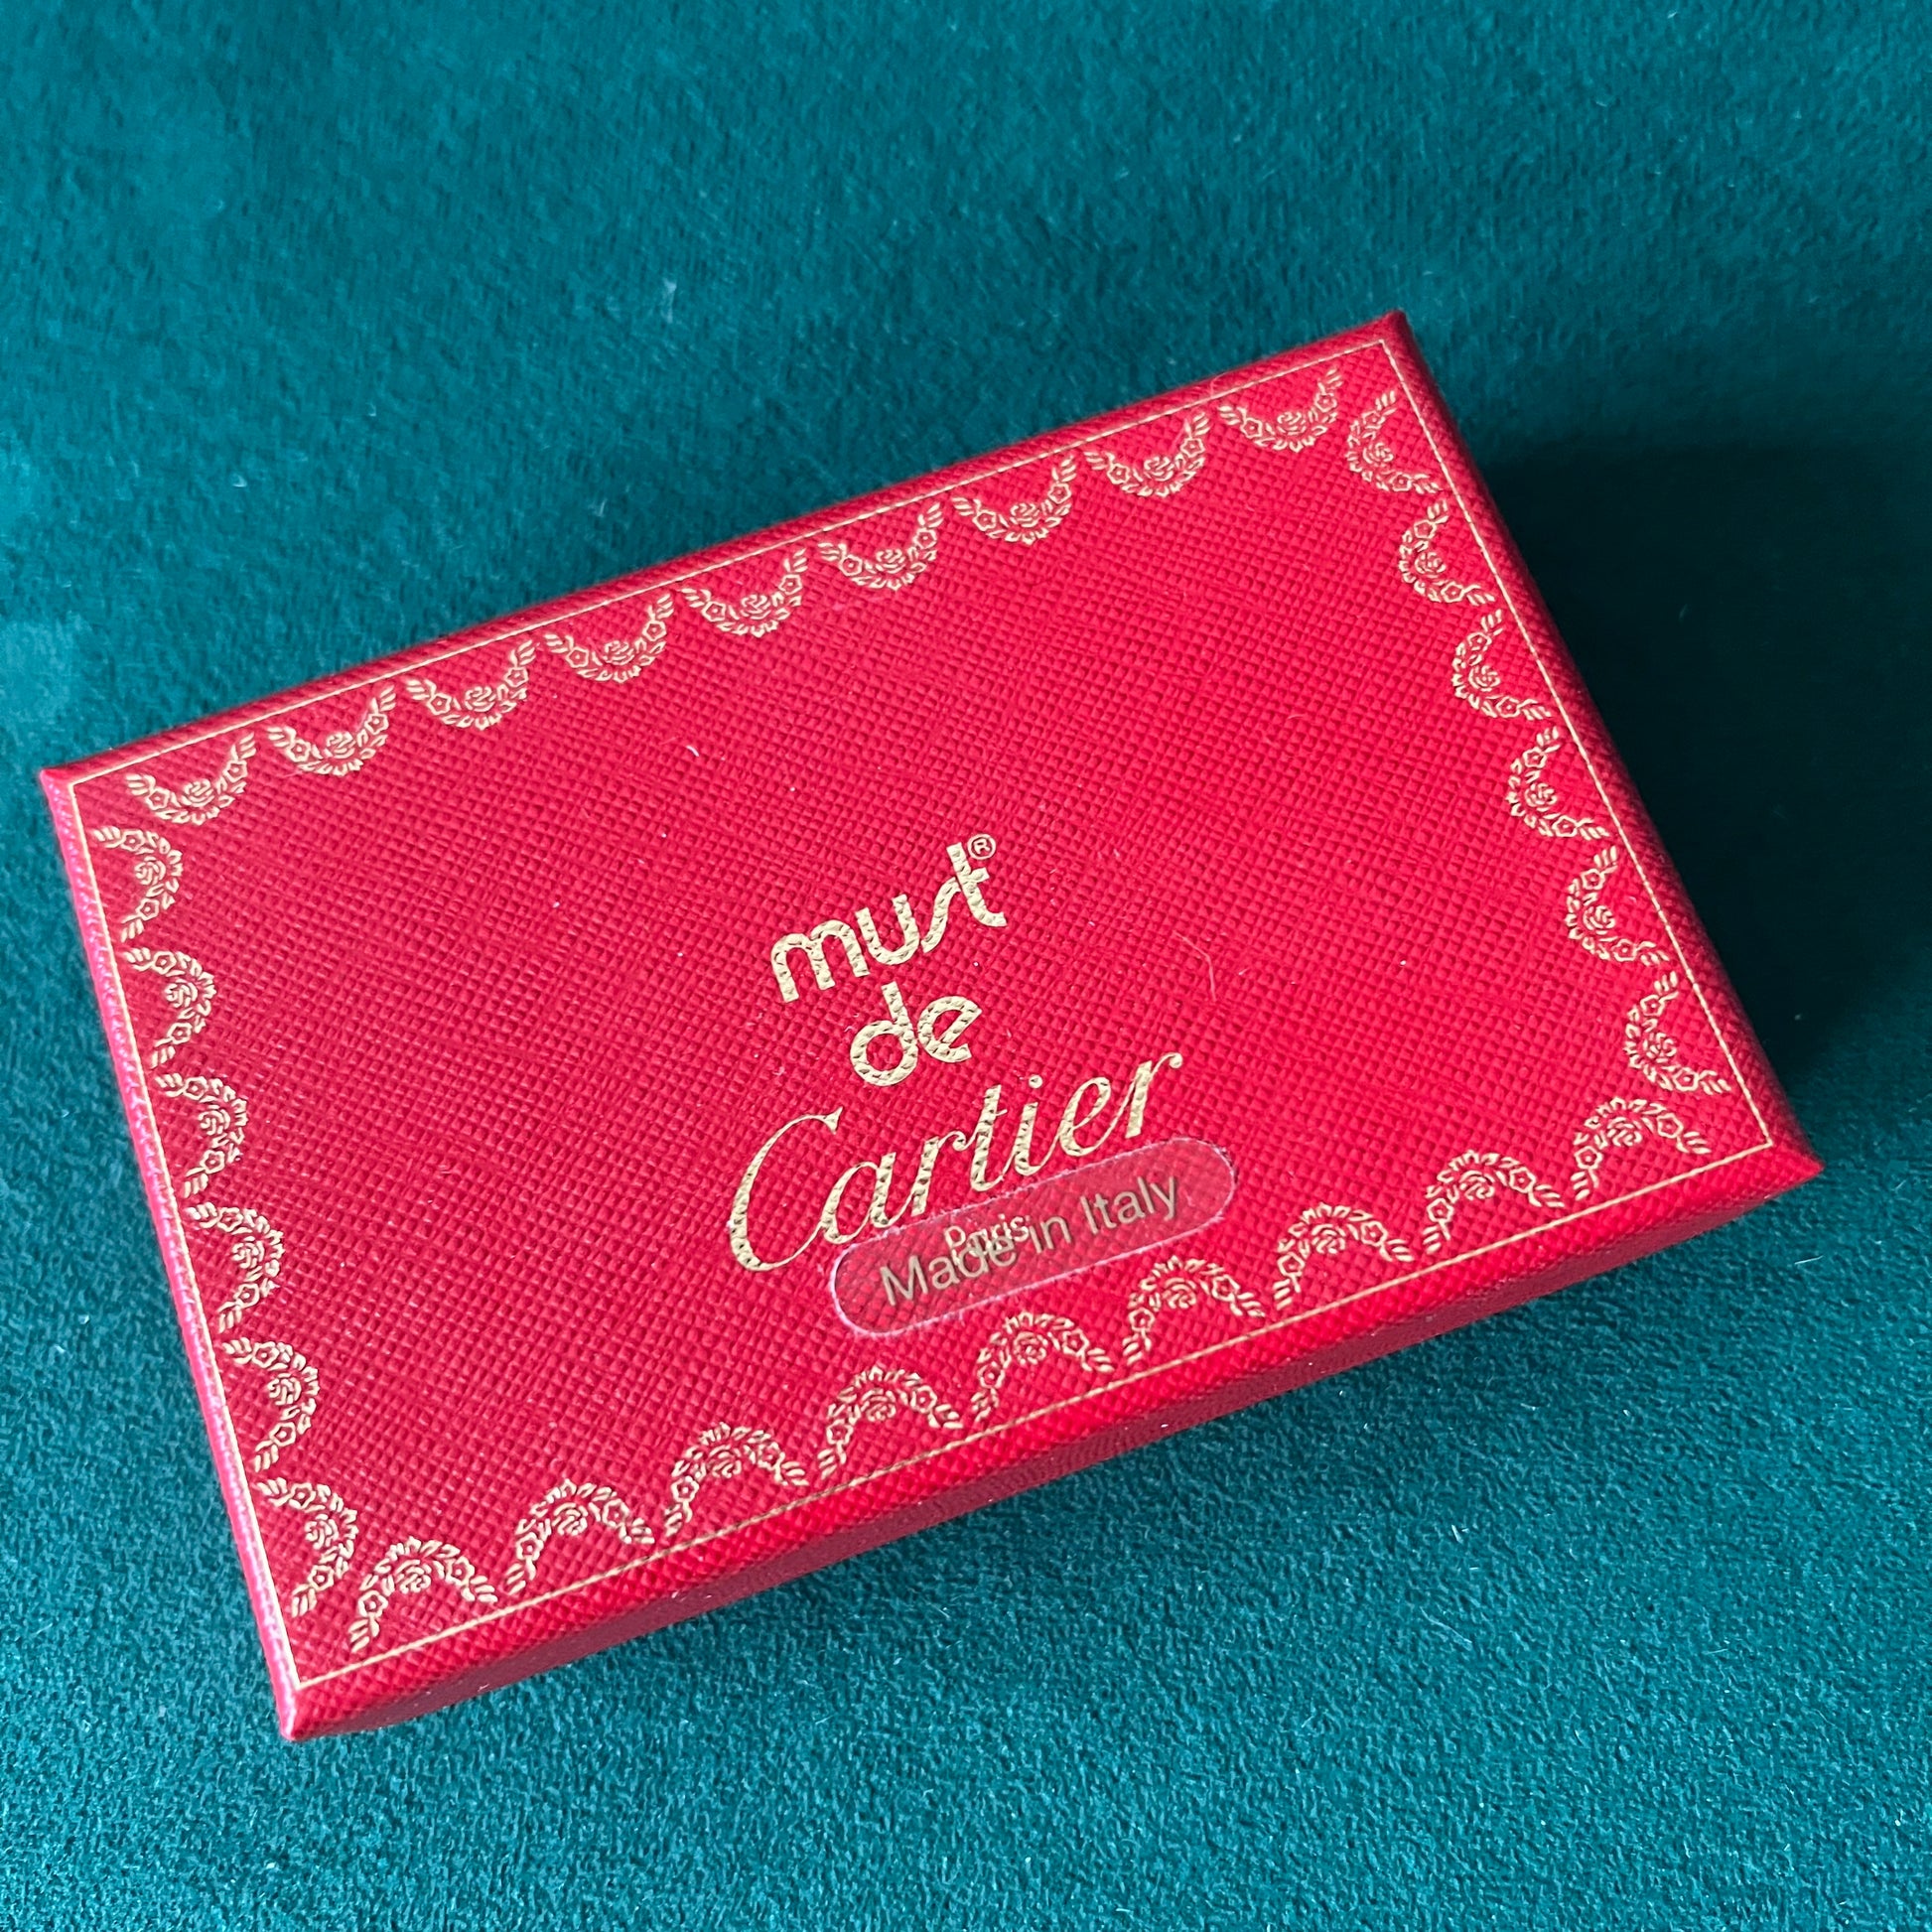 must®
de
Cartier
Paris
Made in Italy